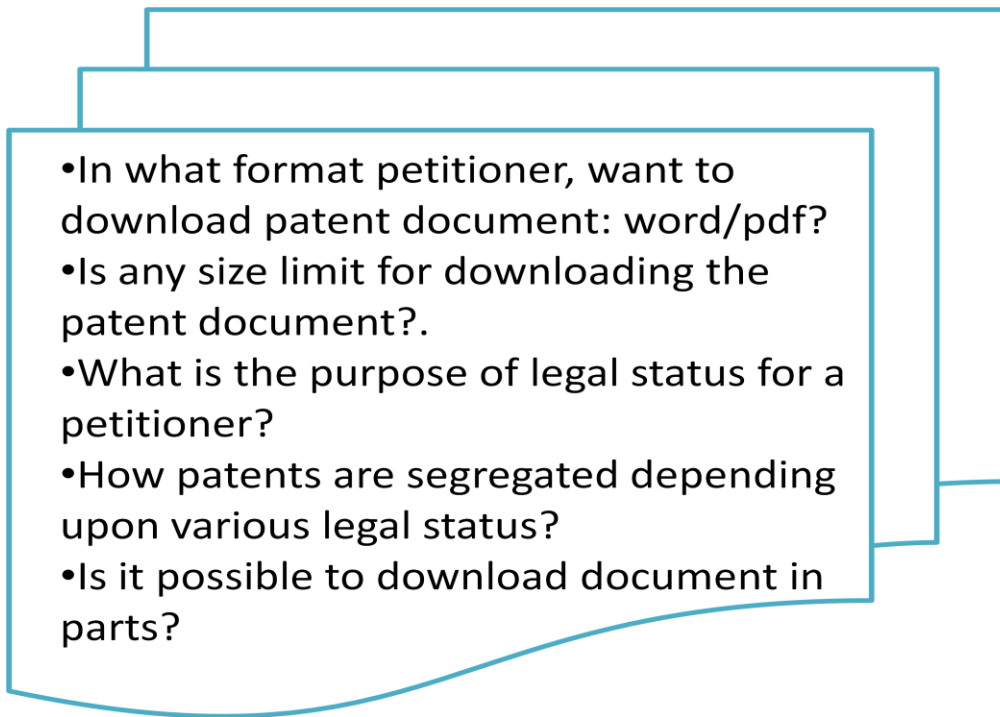 •In what format petitioner, want to
download patent document: word/pdf?
•Is any size limit for downloading the
patent document?.
•What is the purpose of legal status for a
petitioner?
•How patents are segregated depending
upon various legal status?
•Is it possible to download document in
parts?